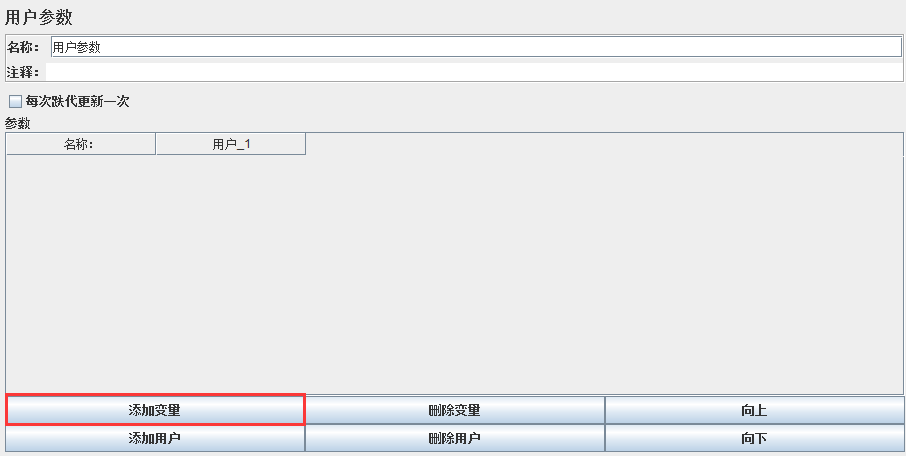 用户参数
名称： 用户参数
注释：
每次跌代更新一次
参数
名称： 用户_1
添加变量 删除变量 向上
添加用户 删除用户 向下